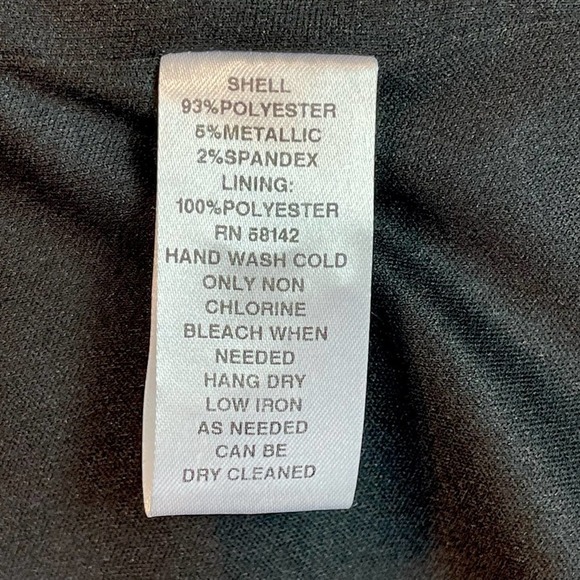 SHELL
93%POLYESTER
5%METALLIC
2%SPANDEX
LINING:
100%POLYESTER
RN 58142
HAND WASH COLD
ONLY NON
CHLORINE
BLEACH WHEN
NEEDED
HANG DRY
LOW IRON
AS NEEDED
CAN BE
DRY CLEANED